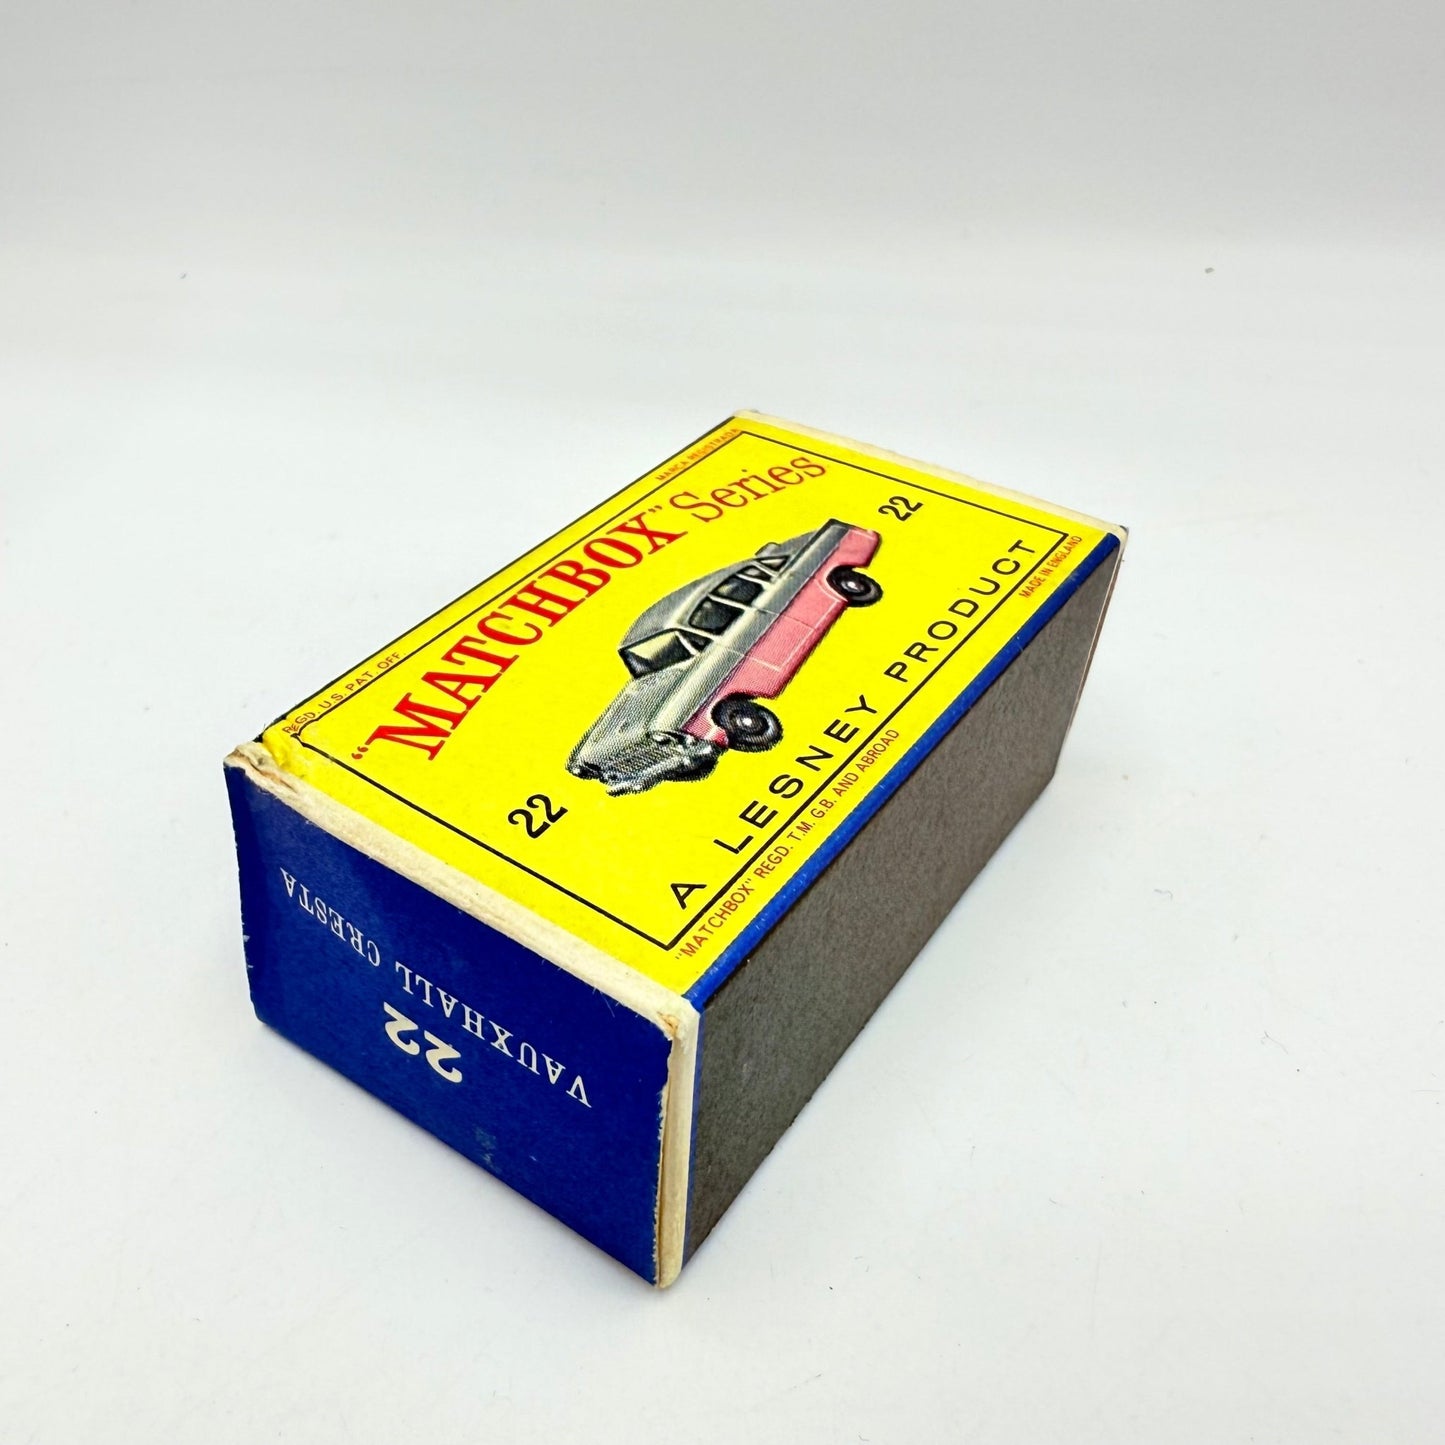 MARCA REGISTRADA
REGD. U.S. PAT. OFF
"MATCHBOX" Series
22
22
A LESNEY PRODUCT
"MATCHBOX" REGD. T.M. G.B. AND ABROAD
MADE IN ENGLAND
22
VAUXHALL CRESTA